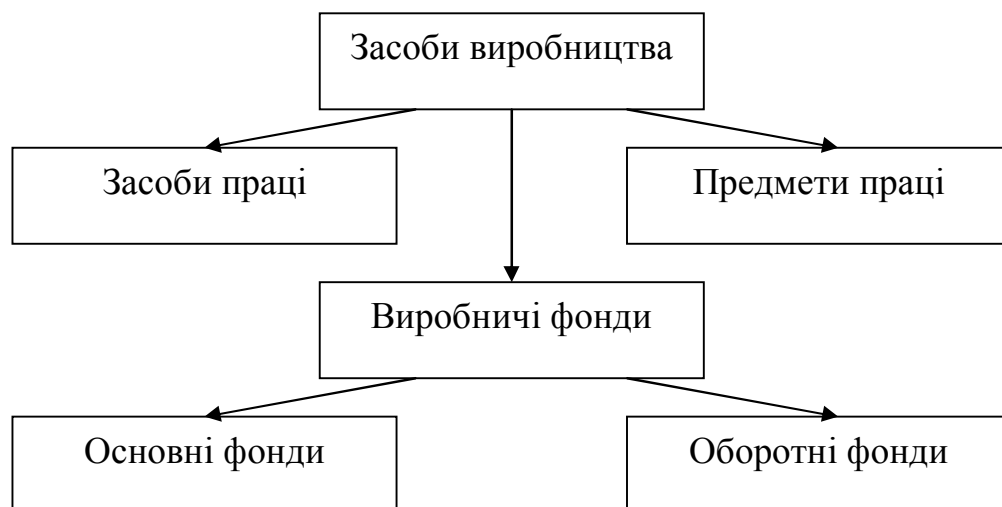 Засоби виробництва
Засоби праці
Предмети праці
Виробничі фонди
Основні фонди
Оборотні фонди